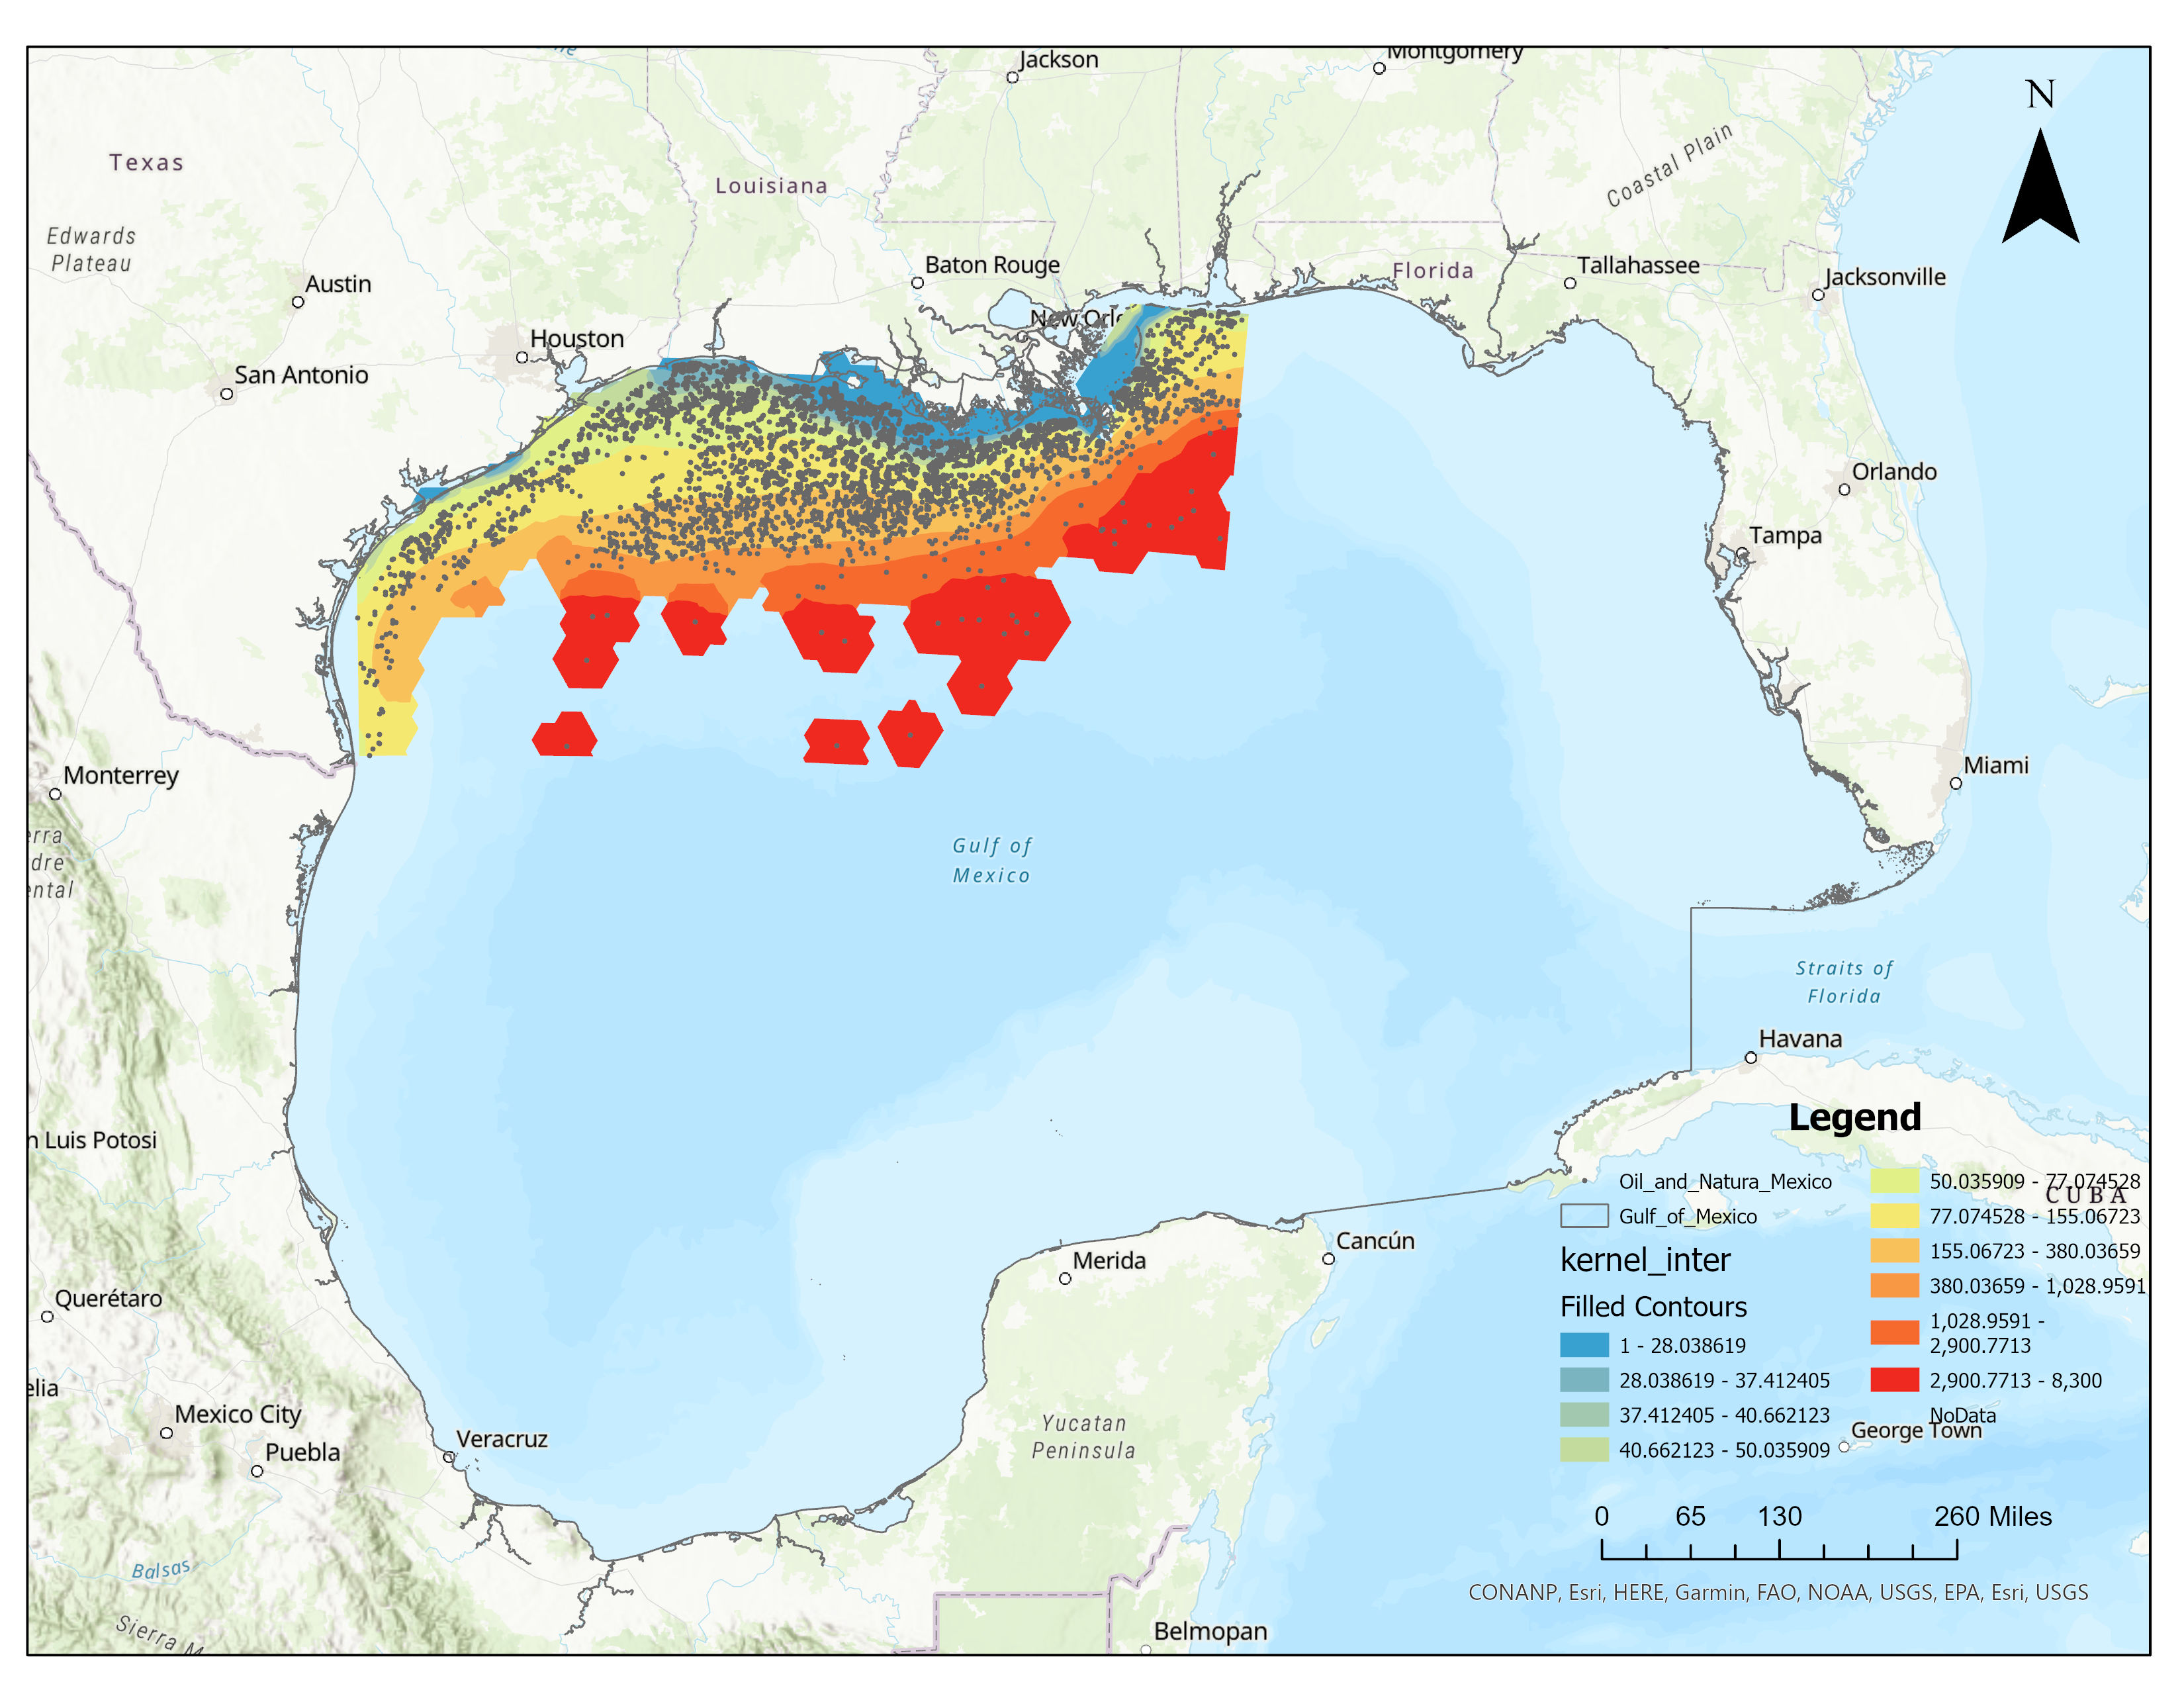 Jackson
Montgomery
N
Texas
Louisiana
Coastal Plain
Edwards
Plateau
Baton Rouge
Florida
Tallahassee
Jacksonville
Austin
New Orle
Houston
San Antonio
Orlando
Tampa
Monterrey
Miami
erra
dre
ental
Gulf of
Mexico
Straits of
Florida
Havana
n Luis Potosi
Legend
Oil_and_Natura_Mexico
Gulf_of_Mexico
kernel_inter
Filled Contours
1 - 28.038619
28.038619 - 37.412405
37.412405 - 40.662123
40.662123 - 50.035909
50.035909 - 77.074528
77.074528 - 155.06723
155.06723 - 380.03659
380.03659 - 1,028.9591
1,028.9591 -
2,900.7713
2,900.7713 - 8,300
NoData
CUBA
George Town
Cancún
Merida
Querétaro
elia
Mexico City
Puebla
Veracruz
Yucatan
Peninsula
0 65 130 260 Miles
Balsas
CONANP, Esri, HERE, Garmin, FAO, NOAA, USGS, EPA, Esri, USGS
Sierra M
Belmopan